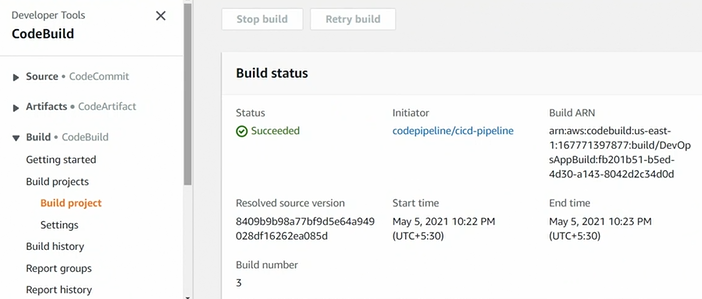 Developer Tools
CodeBuild
Source • CodeCommit
Artifacts • CodeArtifact
Build • CodeBuild
Getting started
Build projects
Build project
Settings
Build history
Report groups
Report history
Stop build
Retry build
Build status
Status
Succeeded
Initiator
codepipeline/cicd-pipeline
Build ARN
arn:aws:codebuild:us-east-
1:167771397877:build/DevOp
sAppBuild:fb201b51-b5ed-
4d30-a143-8042d2c34d0d
Resolved source version
8409b9b98a77bf9d5e64a949
028df16262ea085d
Start time
May 5, 2021 10:22 PM
(UTC+5:30)
End time
May 5, 2021 10:23 PM
(UTC+5:30)
Build number
3